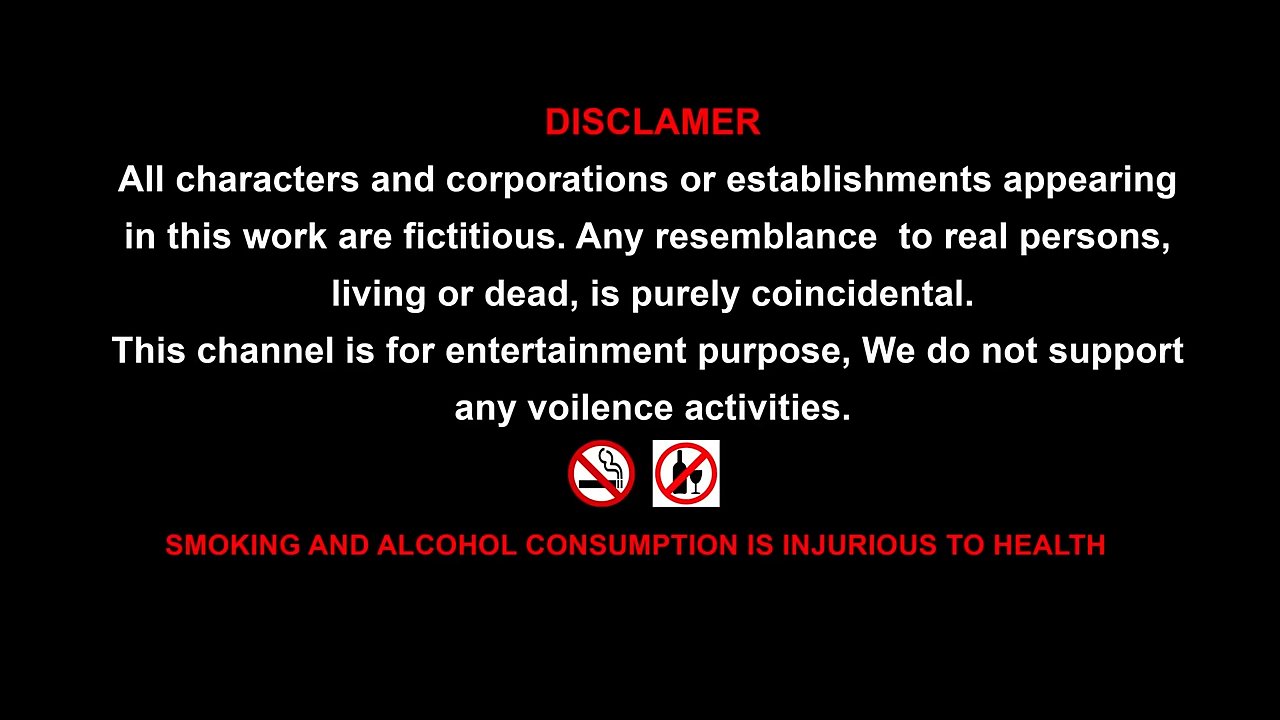 DISCLAMER
All characters and corporations or establishments appearing
in this work are fictitious. Any resemblance  to real persons,
living or dead, is purely coincidental.
This channel is for entertainment purpose, We do not support
any voilence activities.
SMOKING AND ALCOHOL CONSUMPTION IS INJURIOUS TO HEALTH